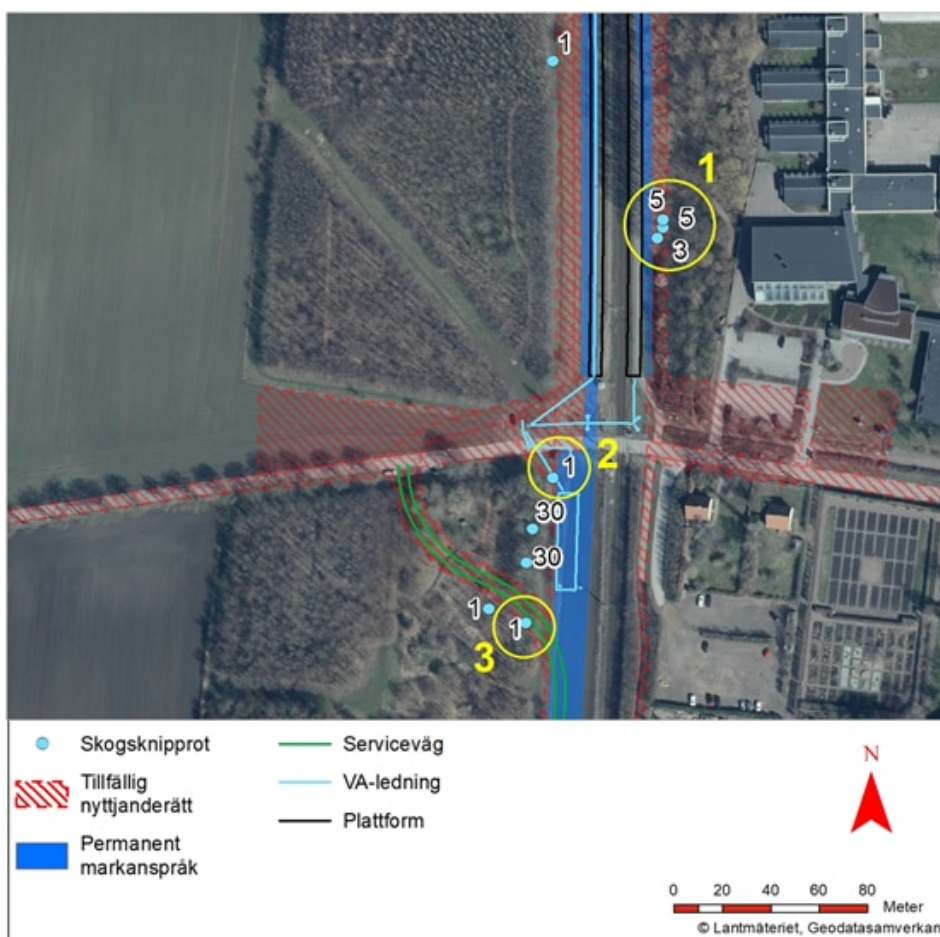 1
1
5
5
3
1
2
30
30
1
1
3
Skogsknipprot
Tillfällig
nyttjanderätt
Permanent
markanspråk
Serviceväg
VA-ledning
Plattform
N
0 20 40 60 80
Meter
© Lantmäteriet, Geodatasamverkan